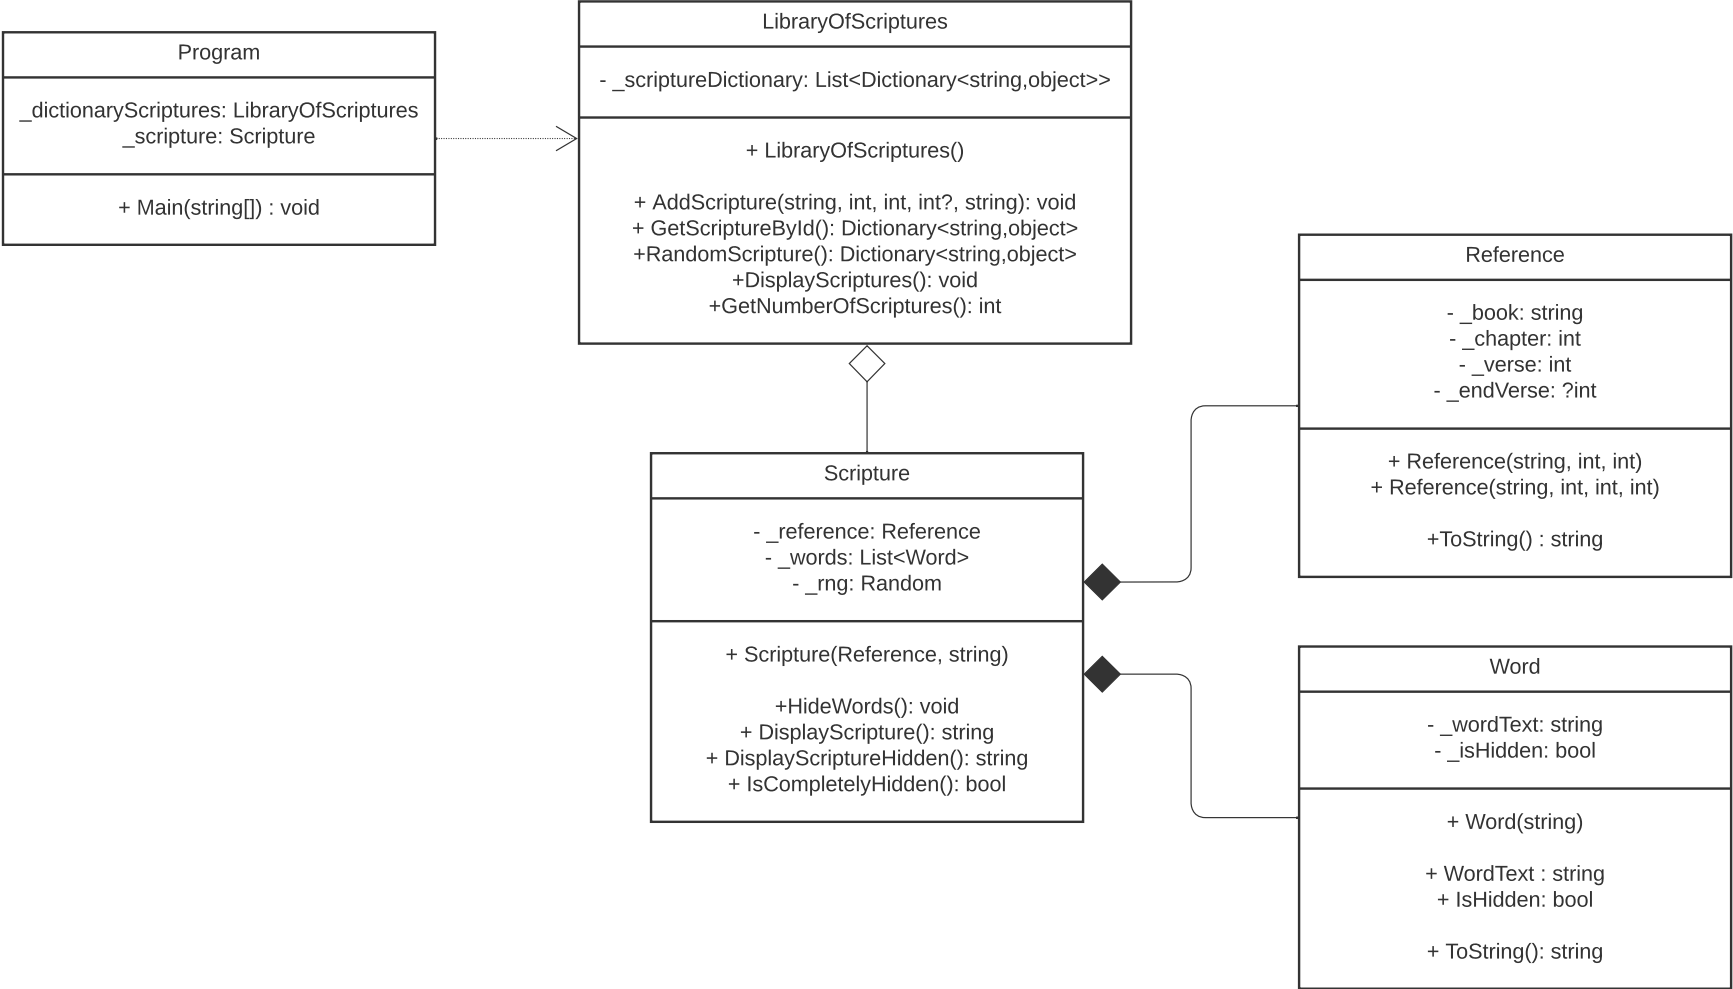 Program
_dictionaryScriptures: LibraryOfScriptures
_scripture: Scripture
+ Main(string[]) : void
LibraryOfScriptures
- _scriptureDictionary: List<Dictionary<string,object>>
+ LibraryOfScriptures()
+ AddScripture(string, int, int, int?, string): void
+ GetScriptureById(): Dictionary<string,object>
+RandomScripture(): Dictionary<string,object>
+DisplayScriptures(): void
+GetNumberOfScriptures(): int
Scripture
- _reference: Reference
- _words: List<Word>
- _rng: Random
+ Scripture(Reference, string)
+HideWords(): void
+ DisplayScripture(): string
+ DisplayScriptureHidden(): string
+ IsCompletelyHidden(): bool
Reference
- _book: string
- _chapter: int
- _verse: int
- _endVerse: ?int
+ Reference(string, int, int)
+ Reference(string, int, int, int)
+ToString() : string
Word
- _wordText: string
- _isHidden: bool
+ Word(string)
+ WordText : string
+ IsHidden: bool
+ ToString(): string